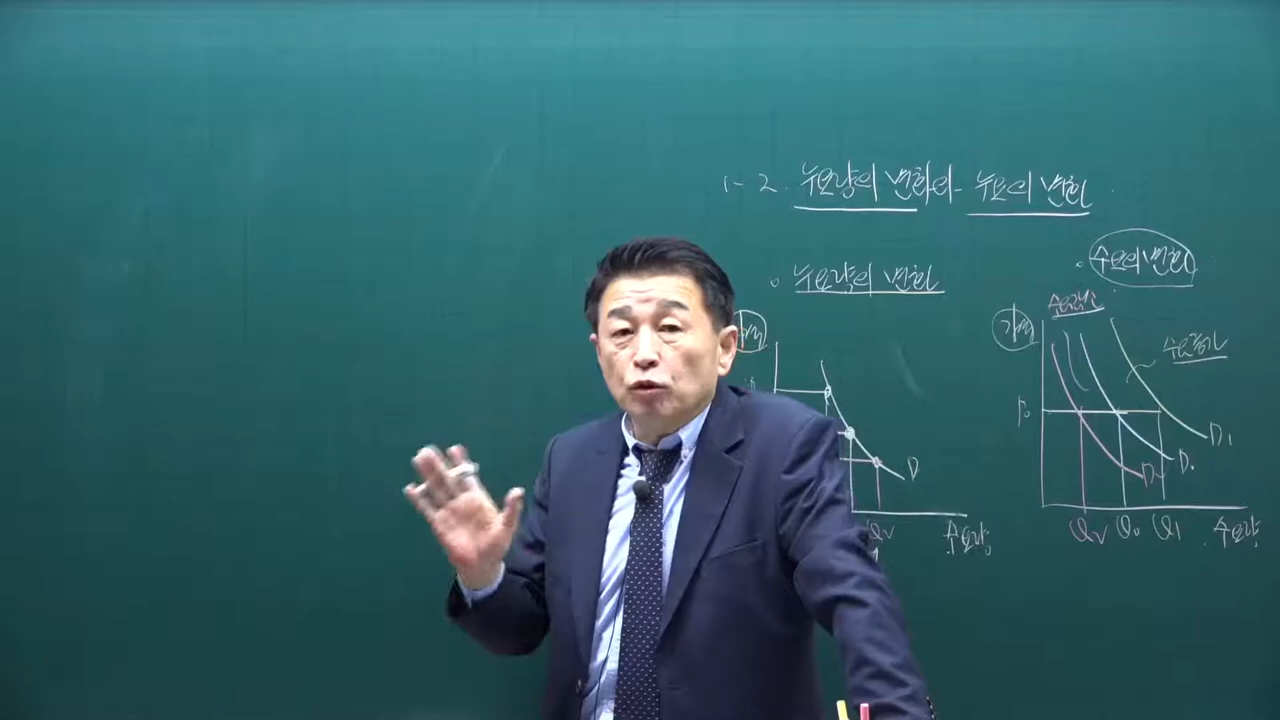 1-2. 수요량의 변화와 수요의 변화
수요량의 변화
수요의 변화
수요감소
가격
수요증가
P₀
D
D₁
D₀
D₂
Q₂
수요량
Q₂ Q₀ Q₁
수요량